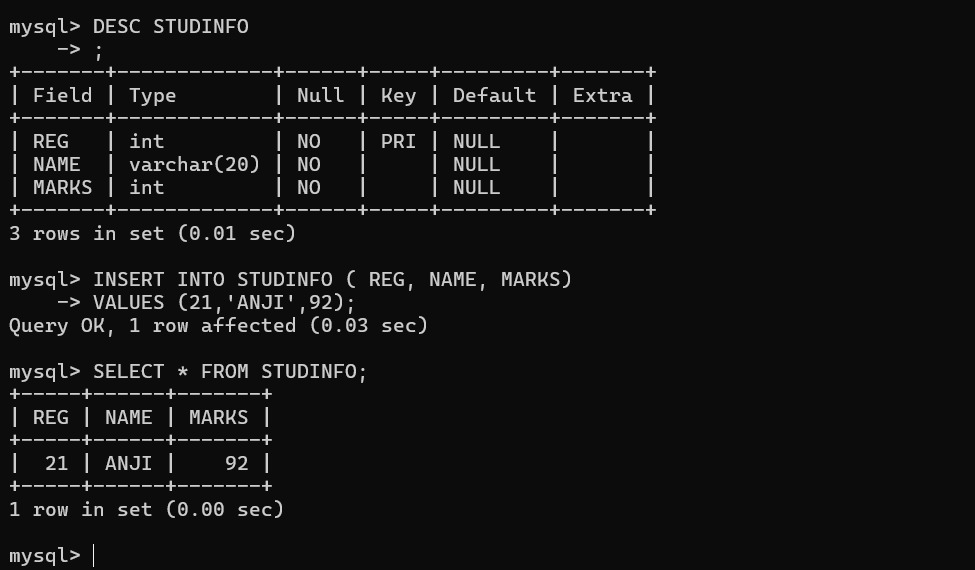 mysql> DESC STUDINFO
    -> ;
+-------+-------------+------+-----+---------+-------+
| Field | Type        | Null | Key | Default | Extra |
+-------+-------------+------+-----+---------+-------+
| REG   | int         | NO   | PRI | NULL    |       |
| NAME  | varchar(20) | NO   |     | NULL    |       |
| MARKS | int         | NO   |     | NULL    |       |
+-------+-------------+------+-----+---------+-------+
3 rows in set (0.01 sec)

mysql> INSERT INTO STUDINFO ( REG, NAME, MARKS)
    -> VALUES (21,'ANJI',92);
Query OK, 1 row affected (0.03 sec)

mysql> SELECT * FROM STUDINFO;
+-----+------+-------+
| REG | NAME | MARKS |
+-----+------+-------+
|  21 | ANJI |    92 |
+-----+------+-------+
1 row in set (0.00 sec)

mysql>